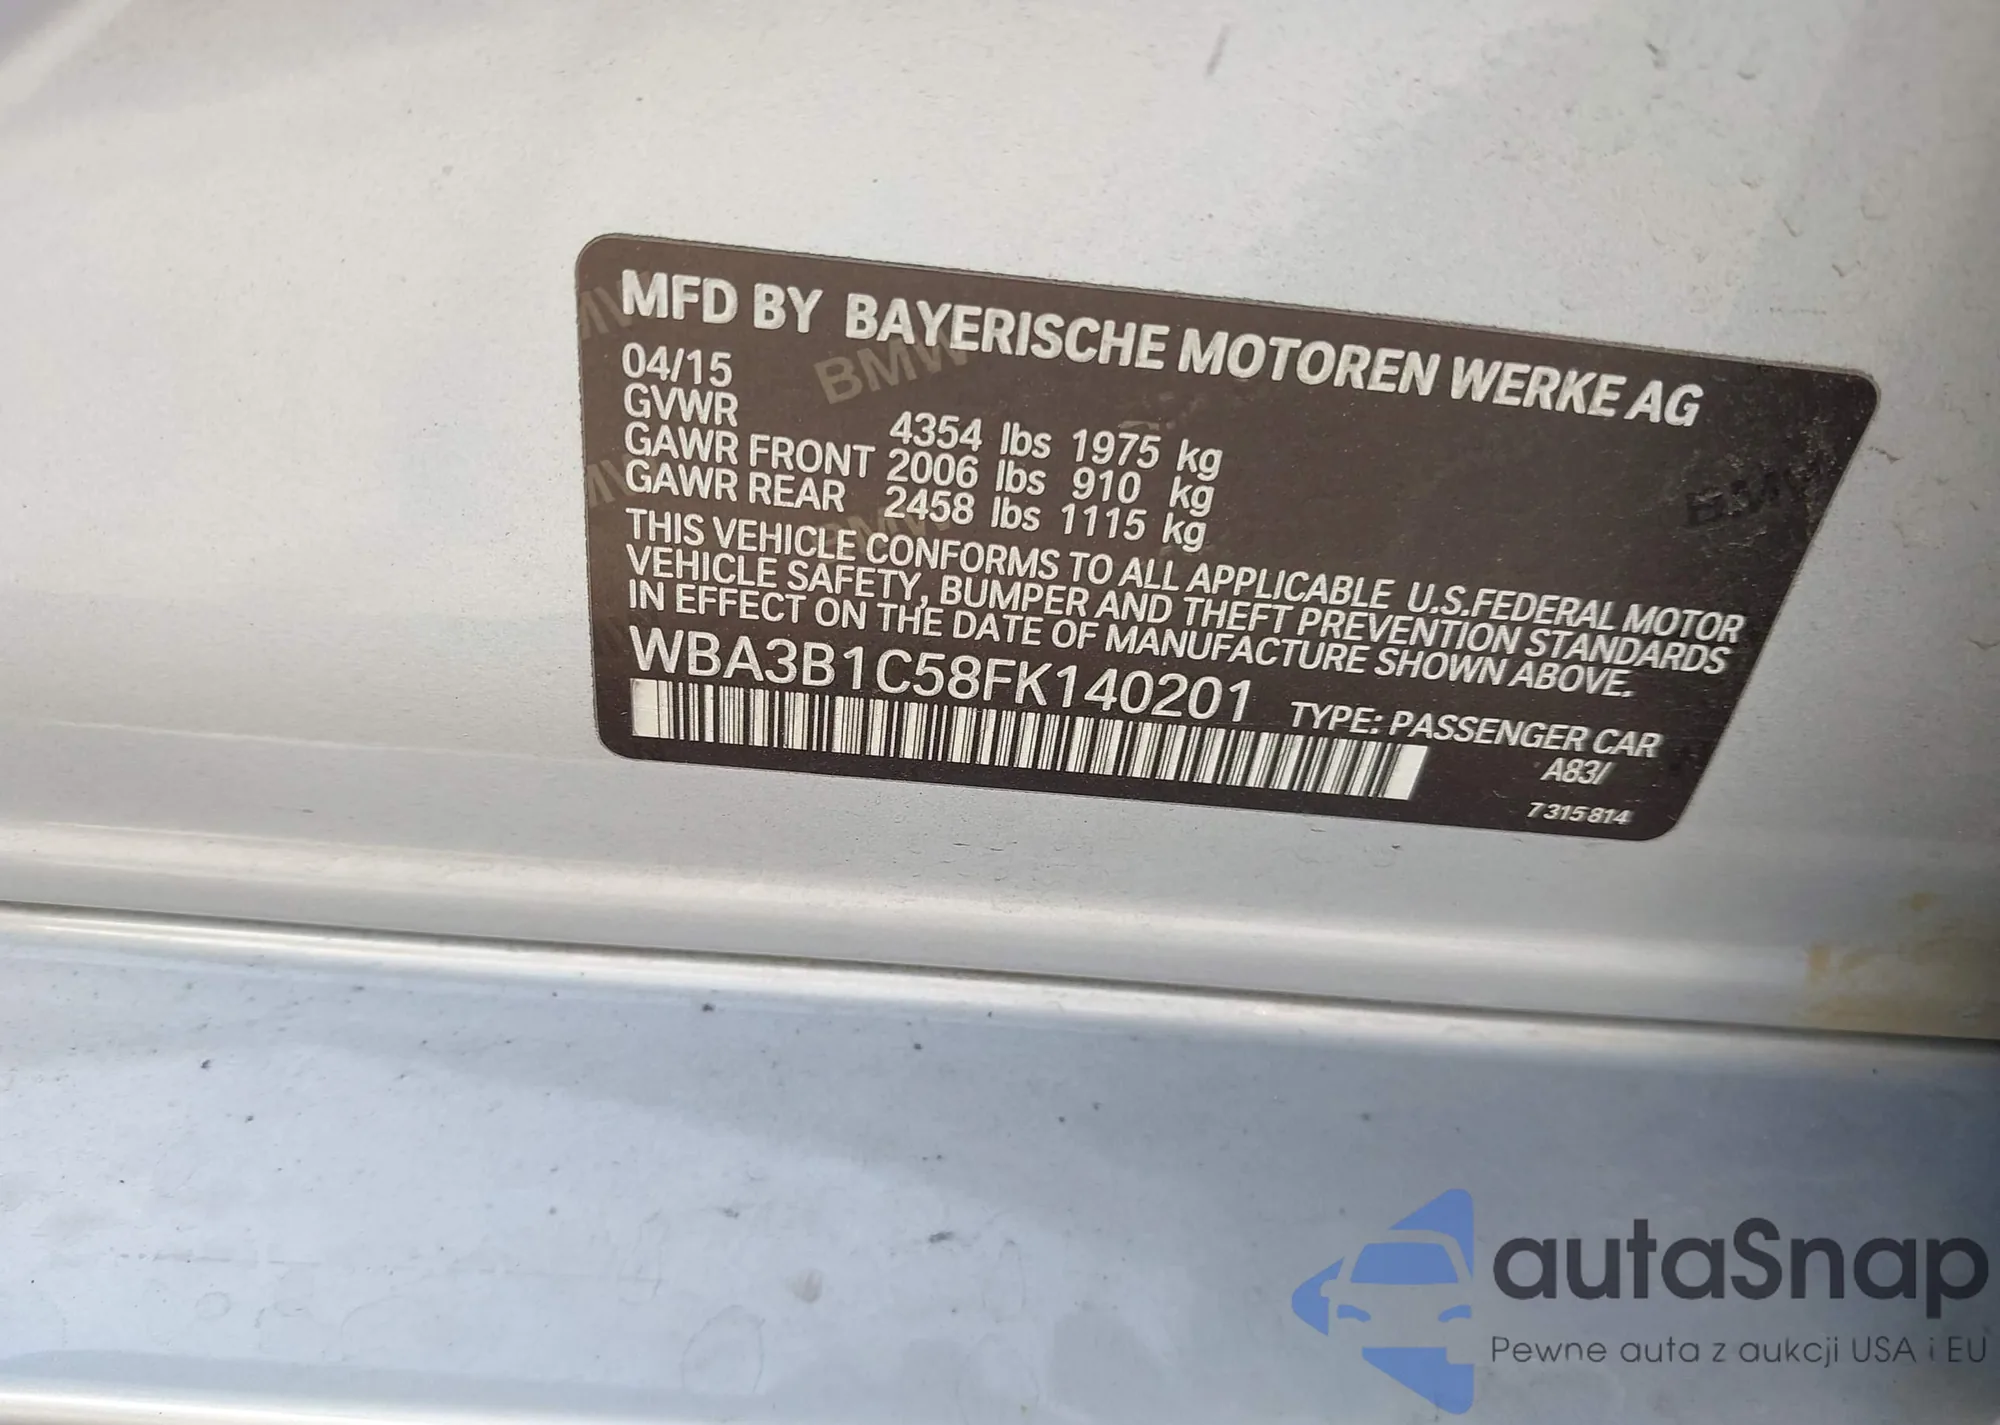 MFD BY BAYERISCHE MOTOREN WERKE AG
04/15
GVWR 4354 lbs 1975 kg
GAWR FRONT 2006 lbs 910 kg
GAWR REAR 2458 lbs 1115 kg
THIS VEHICLE CONFORMS TO ALL APPLICABLE U.S.FEDERAL MOTOR
VEHICLE SAFETY, BUMPER AND THEFT PREVENTION STANDARDS
IN EFFECT ON THE DATE OF MANUFACTURE SHOWN ABOVE.
WBA3B1C58FK140201 TYPE: PASSENGER CAR
A83/
7 315 814
BMW
BMW
BMW
autaSnap
Pewne auta z aukcji USA i EU